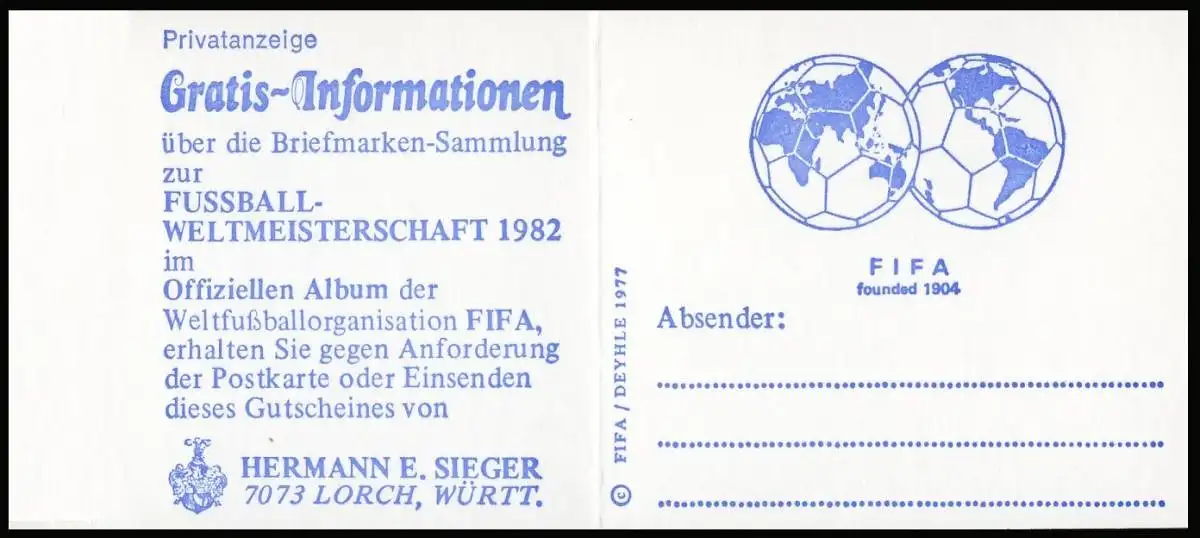 Privatanzeige
Gratis-Informationen
über die Briefmarken-Sammlung
zur
FUSSBALL-
WELTMEISTERSCHAFT 1982
im
Offiziellen Album der
Weltfußballorganisation FIFA,
erhalten Sie gegen Anforderung
der Postkarte oder Einsenden
dieses Gutscheines von
HERMANN E. SIEGER
7073 LORCH, WÜRTT.
© FIFA / DEYHLE 1977
FIFA
founded 1904
Absender: